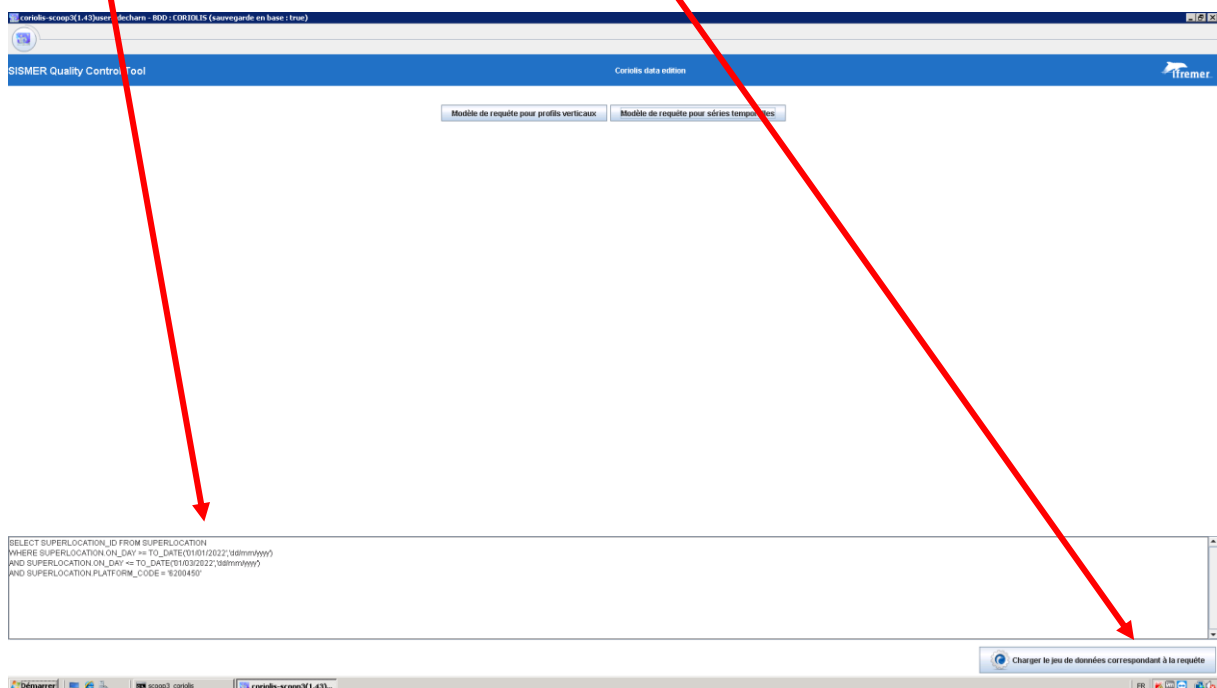 coriolis-scoop3(1.43)user decharn - BDD : CORIOLIS (sauvegarde en base : true)
SISMER Quality Control Tool
Coriolis data edition
Ifremer
Modèle de requête pour profils verticaux
Modèle de requête pour séries temporelles
SELECT SUPERLOCATION_ID FROM SUPERLOCATION
WHERE SUPERLOCATION.ON_DAY >= TO_DATE('01/01/2022','dd/mm/yyyy')
AND SUPERLOCATION.ON_DAY <= TO_DATE('01/03/2022','dd/mm/yyyy')
AND SUPERLOCATION.PLATFORM_CODE = '6200450'
Charger le jeu de données correspondant à la requête
Démarrer
scoop3_coriolis
coriolis-scoop3(1.43)...
FR